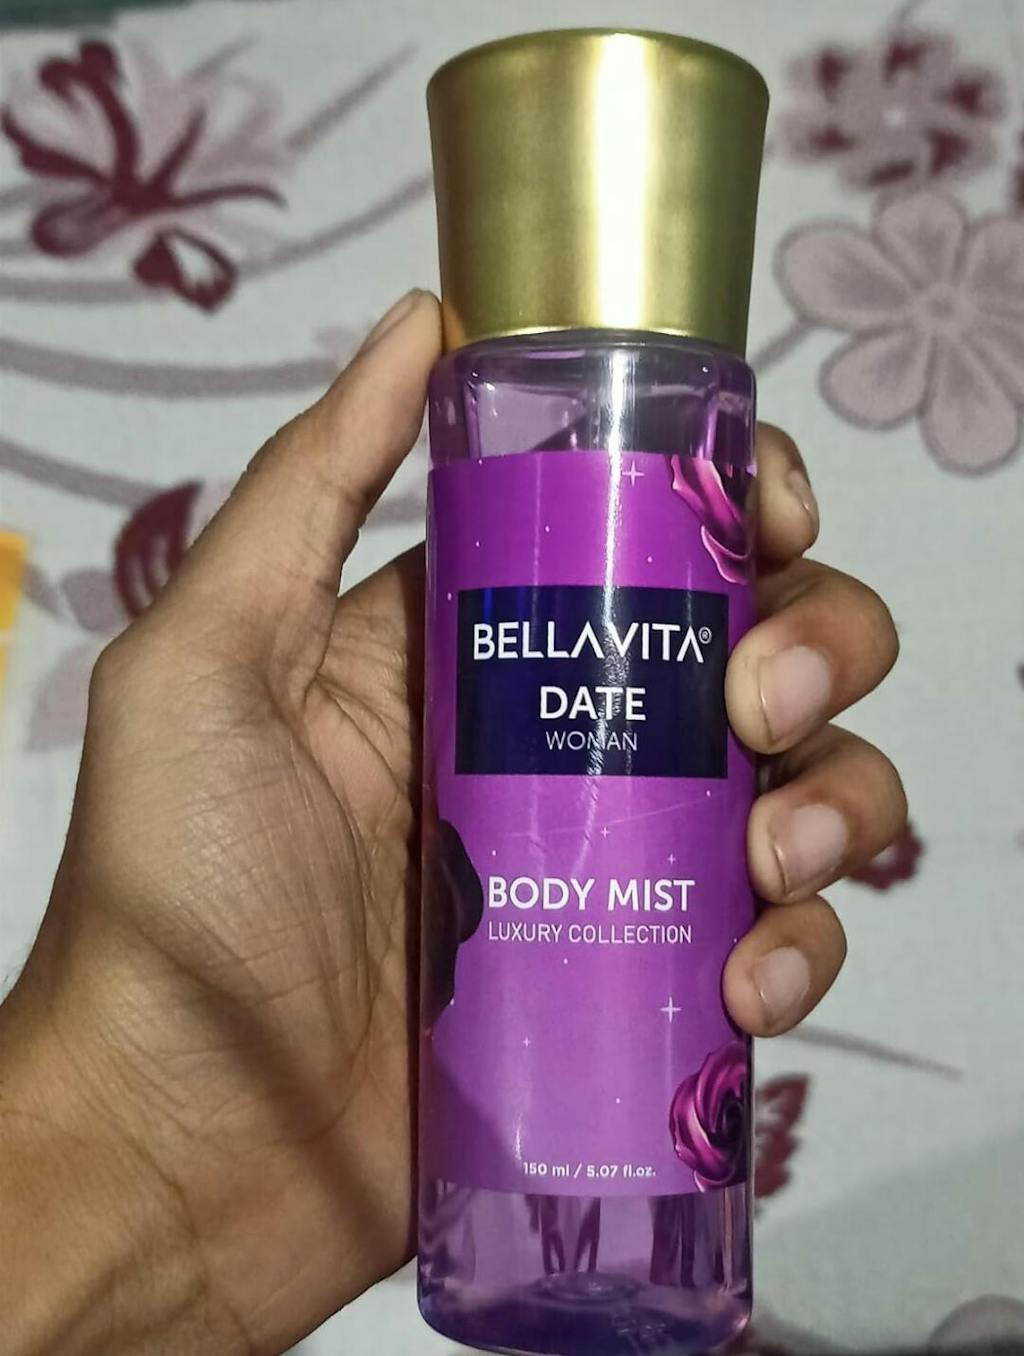 BELLAVITA®
DATE
WOMAN
BODY MIST
LUXURY COLLECTION
150 ml / 5.07 fl.oz.